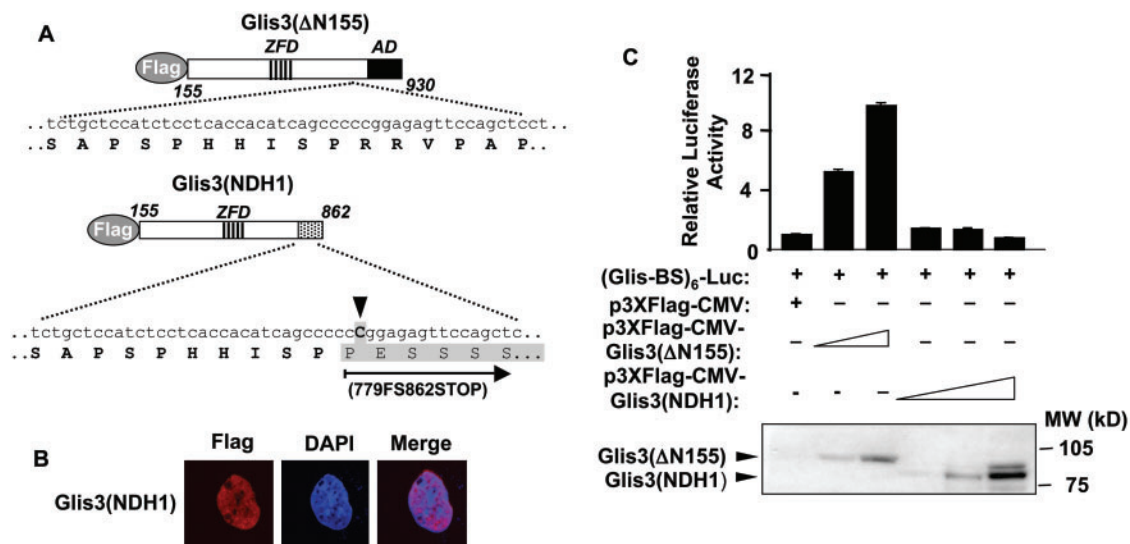 A
Glis3(ΔN155)
ZFD AD
Flag
155 930
..tctgctccatctcctcaccacatcagcccccggagagttccagctcct..
..S A P S P H H I S P R R V P A P..
Glis3(NDH1)
155 ZFD 862
Flag
..tctgctccatctcctcaccacatcagcccccCggagagttccagctc..
..S A P S P H H I S P P E S S S S...
(779FS862STOP)
B
Flag DAPI Merge
Glis3(NDH1)
C
Relative Luciferase
Activity
12
8
4
0
(Glis-BS)6-Luc: + + + + + +
p3XFlag-CMV: + – – – – –
p3XFlag-CMV-
Glis3(ΔN155): – – – –
p3XFlag-CMV-
Glis3(NDH1): - - –
MW (kD)
Glis3(ΔN155) 105
Glis3(NDH1) 75